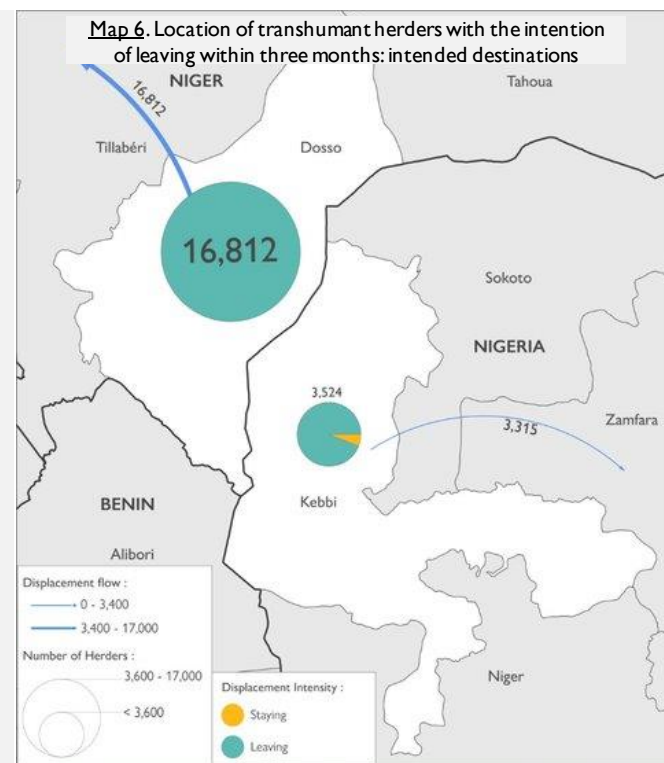 Map 6. Location of transhumant herders with the intention
of leaving within three months: intended destinations
NIGER
Tahoua
16,812
Tillabéri
Dosso
16,812
Sokoto
NIGERIA
3,524
3,315
Zamfara
Kebbi
BENIN
Alibori
Niger
Displacement flow :
0 - 3,400
3,400 - 17,000
Number of Herders :
3,600 - 17,000
< 3,600
Displacement Intensity :
Staying
Leaving